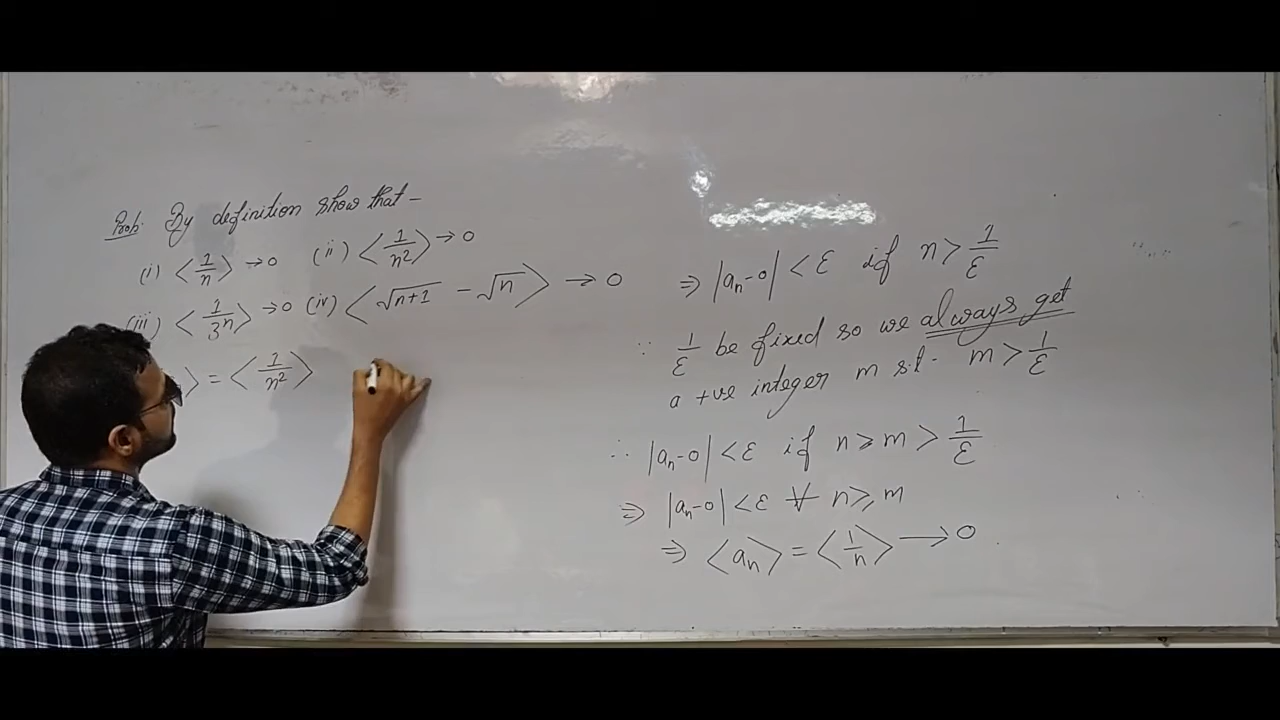 Prob: By definition show that –
(i) <1/n> → 0 (ii) <1/n²> → 0
(iii) <1/3n> → 0 (iv) <√n+1 − √n> → 0
> = <1/n²>
⇒ |aₙ-0| < ε if n > 1/ε
∵ 1/ε be fixed so we always get
a +ve integer m s.t. m > 1/ε
∴ |aₙ-0| < ε if n ≥ m > 1/ε
⇒ |aₙ-0| < ε ∀ n ≥ m
⇒ <aₙ> = <1/n> → 0